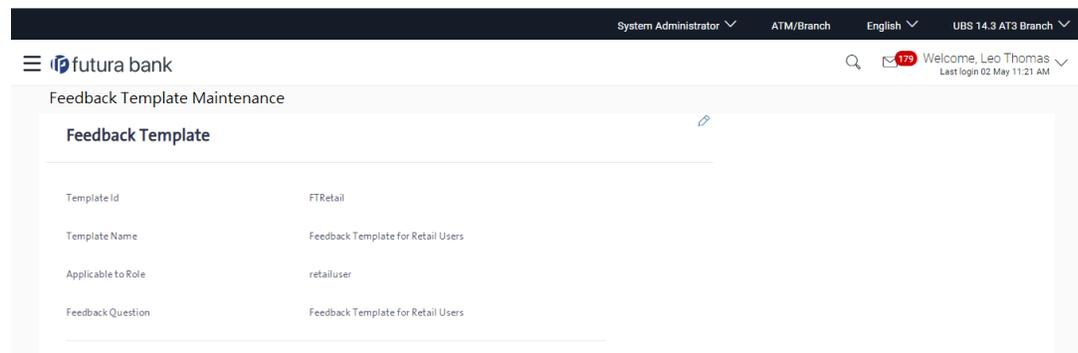 System Administrator ATM/Branch English UBS 14.3 AT3 Branch
futura bank 179 Welcome, Leo Thomas
Last login 02 May 11:21 AM
Feedback Template Maintenance
Feedback Template
Template Id FTRetail
Template Name Feedback Template for Retail Users
Applicable to Role retailuser
Feedback Question Feedback Template for Retail Users